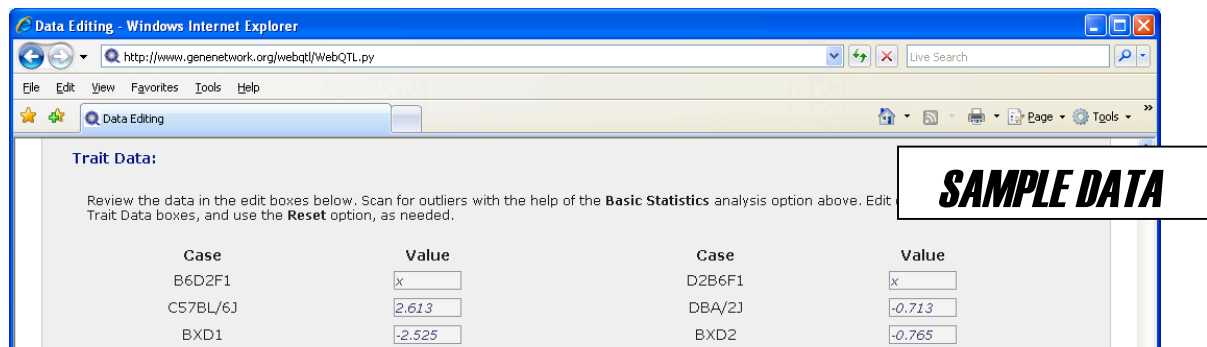 Data Editing - Windows Internet Explorer
http://www.genenetwork.org/webqtl/WebQTL.py
Live Search
File Edit View Favorites Tools Help
Data Editing
Page Tools
Trait Data:
SAMPLE DATA
Review the data in the edit boxes below. Scan for outliers with the help of the Basic Statistics analysis option above. Edit
Trait Data boxes, and use the Reset option, as needed.
Case Value Case Value
B6D2F1 x D2B6F1 x
C57BL/6J 2.613 DBA/2J -0.713
BXD1 -2.525 BXD2 -0.765